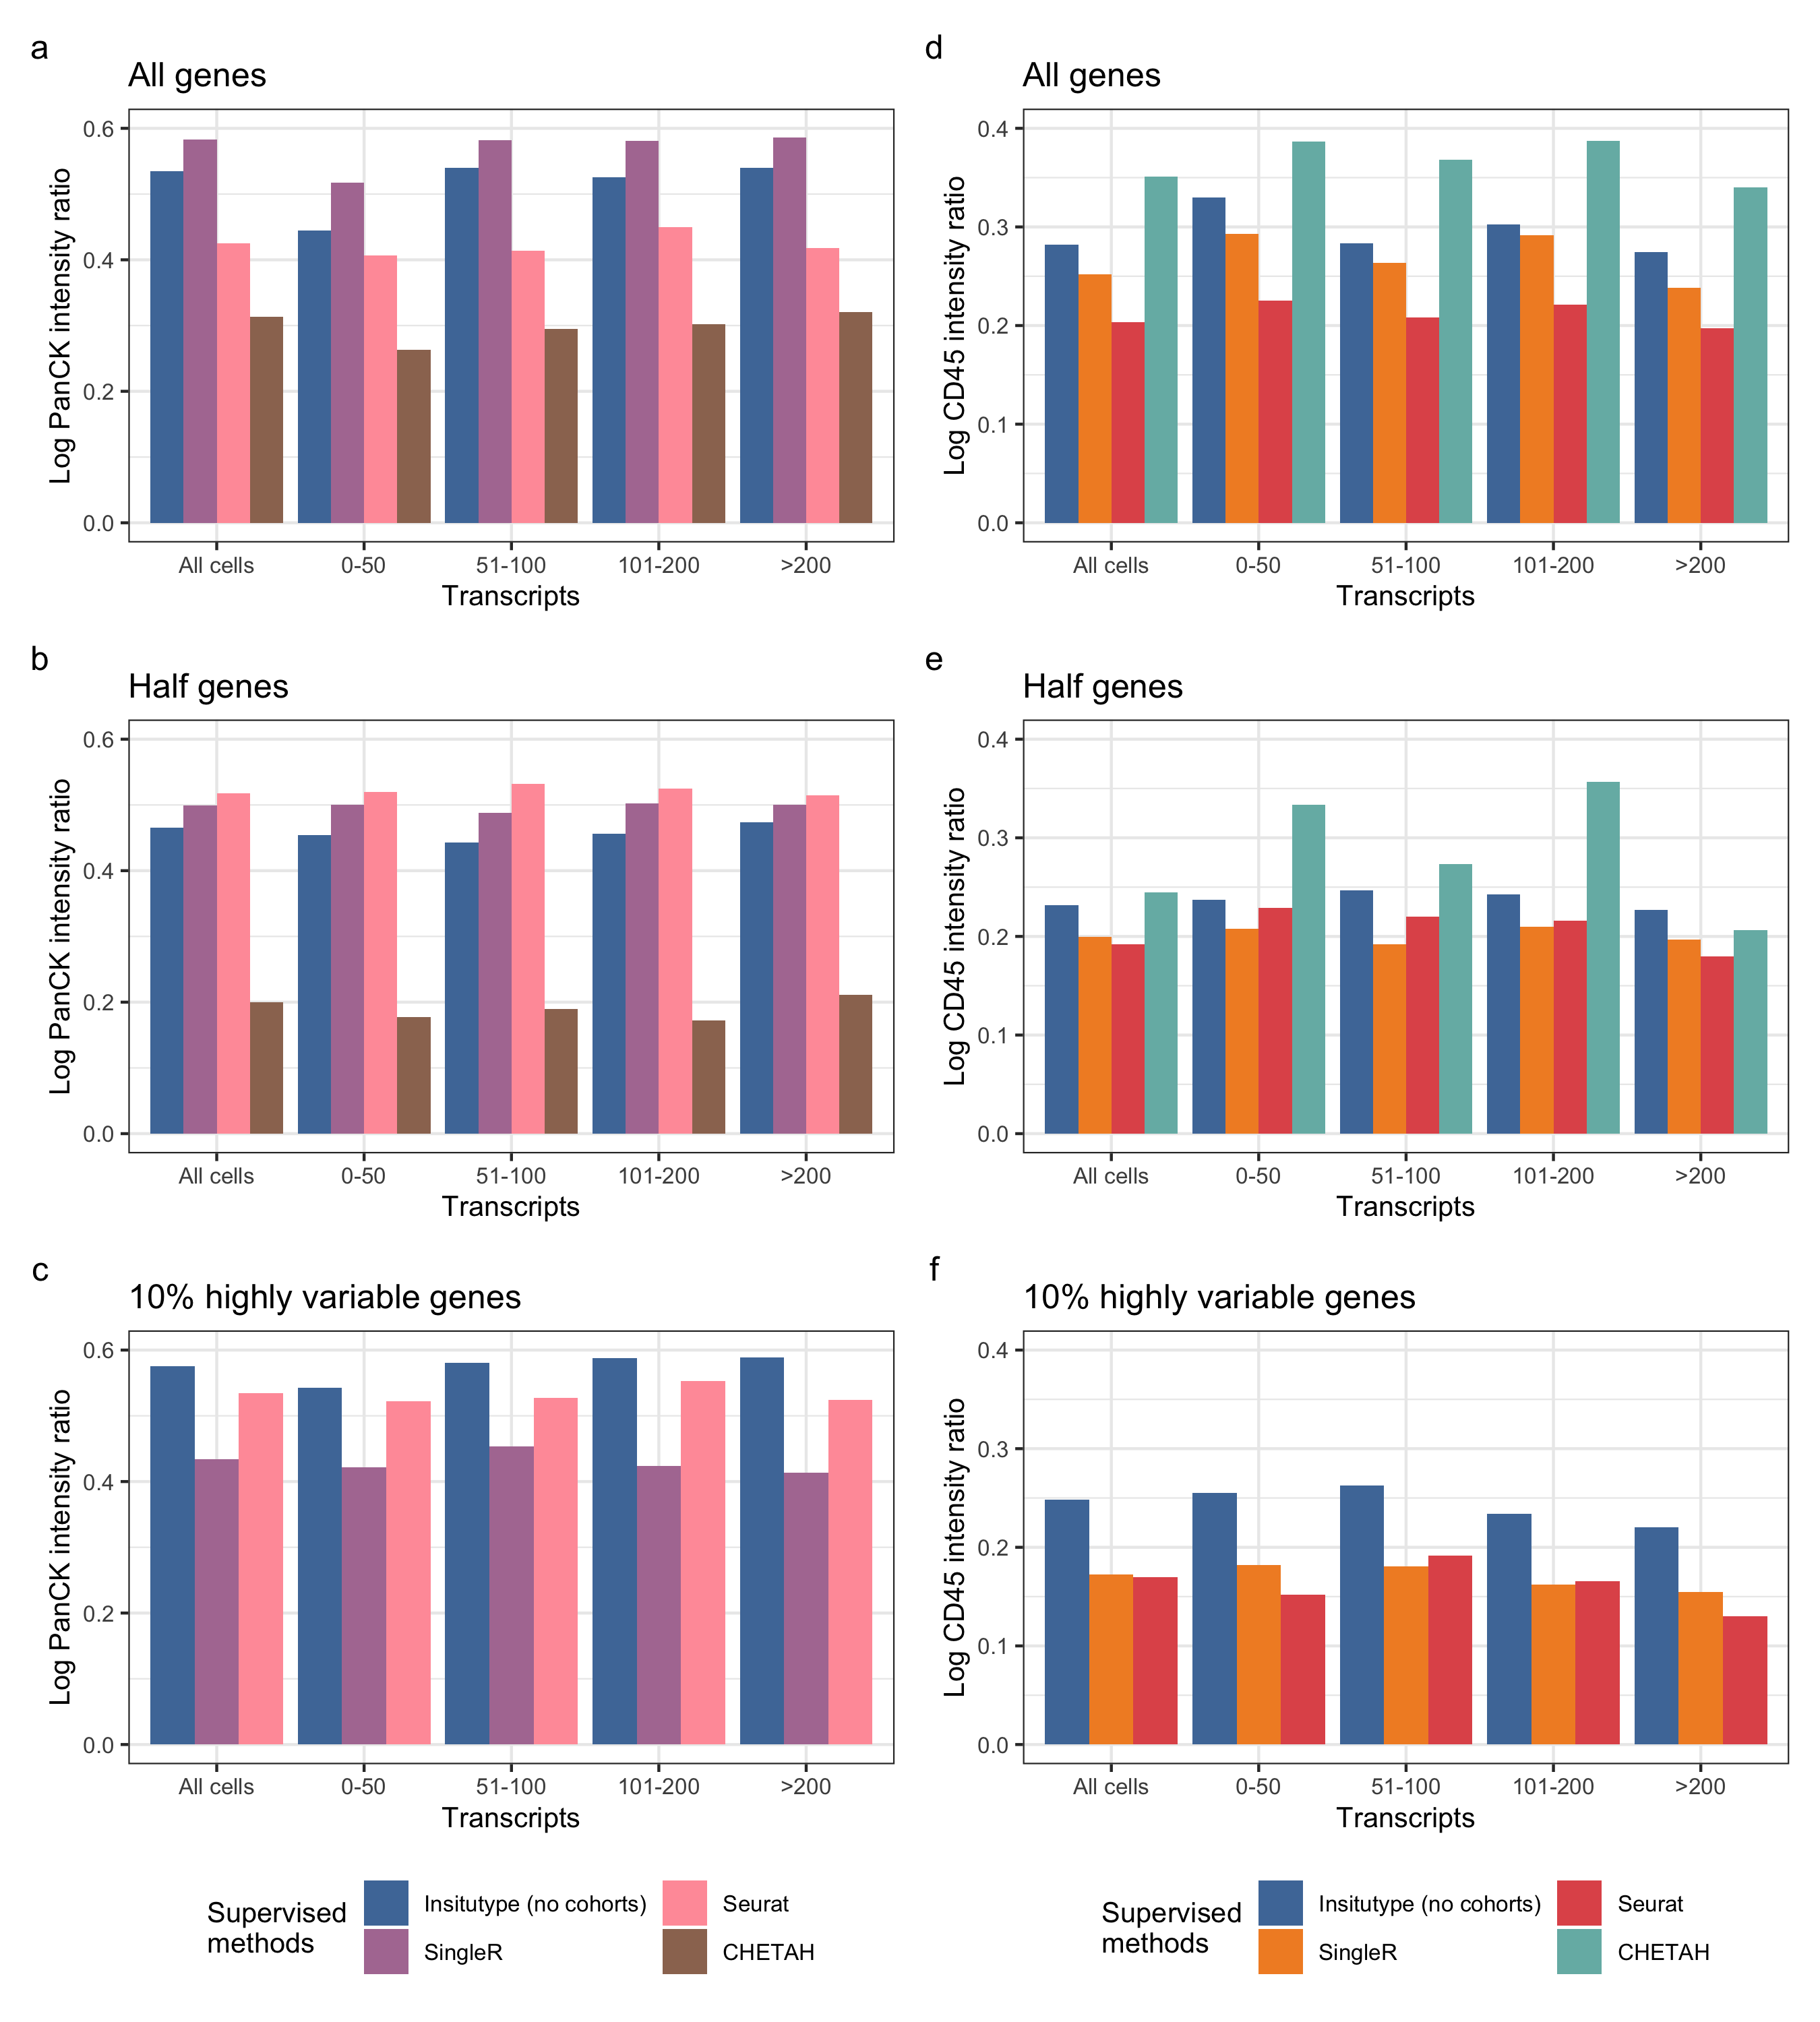 a
All genes
Log PanCK intensity ratio
0.6
0.4
0.2
0.0
All cells 0-50 51-100 101-200 >200
Transcripts
d
All genes
Log CD45 intensity ratio
0.4
0.3
0.2
0.1
0.0
All cells 0-50 51-100 101-200 >200
Transcripts
b
Half genes
Log PanCK intensity ratio
0.6
0.4
0.2
0.0
All cells 0-50 51-100 101-200 >200
Transcripts
e
Half genes
Log CD45 intensity ratio
0.4
0.3
0.2
0.1
0.0
All cells 0-50 51-100 101-200 >200
Transcripts
c
10% highly variable genes
Log PanCK intensity ratio
0.6
0.4
0.2
0.0
All cells 0-50 51-100 101-200 >200
Transcripts
f
10% highly variable genes
Log CD45 intensity ratio
0.4
0.3
0.2
0.1
0.0
All cells 0-50 51-100 101-200 >200
Transcripts
Supervised
methods
Insitutype (no cohorts)
SingleR
Seurat
CHETAH
Supervised
methods
Insitutype (no cohorts)
SingleR
Seurat
CHETAH